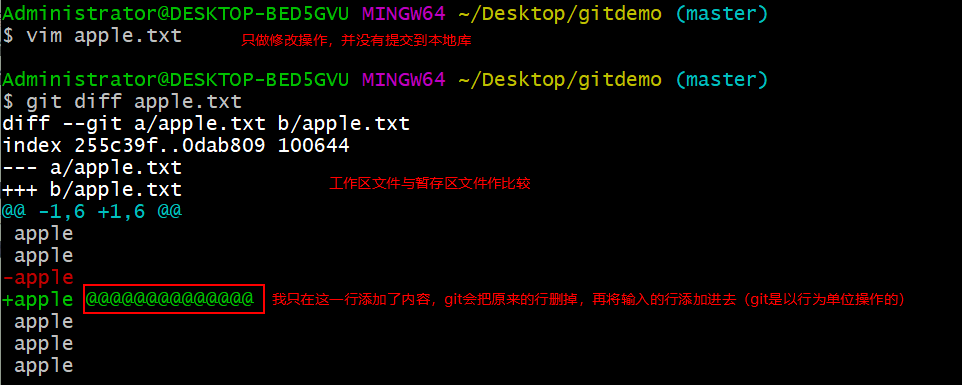 Administrator@DESKTOP-BED5GVU MINGW64 ~/Desktop/gitdemo (master)
$ vim apple.txt 只做修改操作，并没有提交到本地库
Administrator@DESKTOP-BED5GVU MINGW64 ~/Desktop/gitdemo (master)
$ git diff apple.txt
diff --git a/apple.txt b/apple.txt
index 255c39f..0dab809 100644
--- a/apple.txt
+++ b/apple.txt 工作区文件与暂存区文件作比较
@@ -1,6 +1,6 @@
 apple
 apple
-apple
+apple @@@@@@@@@@@@@@ 我只在这一行添加了内容，git会把原来的行删掉，再将输入的行添加进去（git是以行为单位操作的）
 apple
 apple
 apple